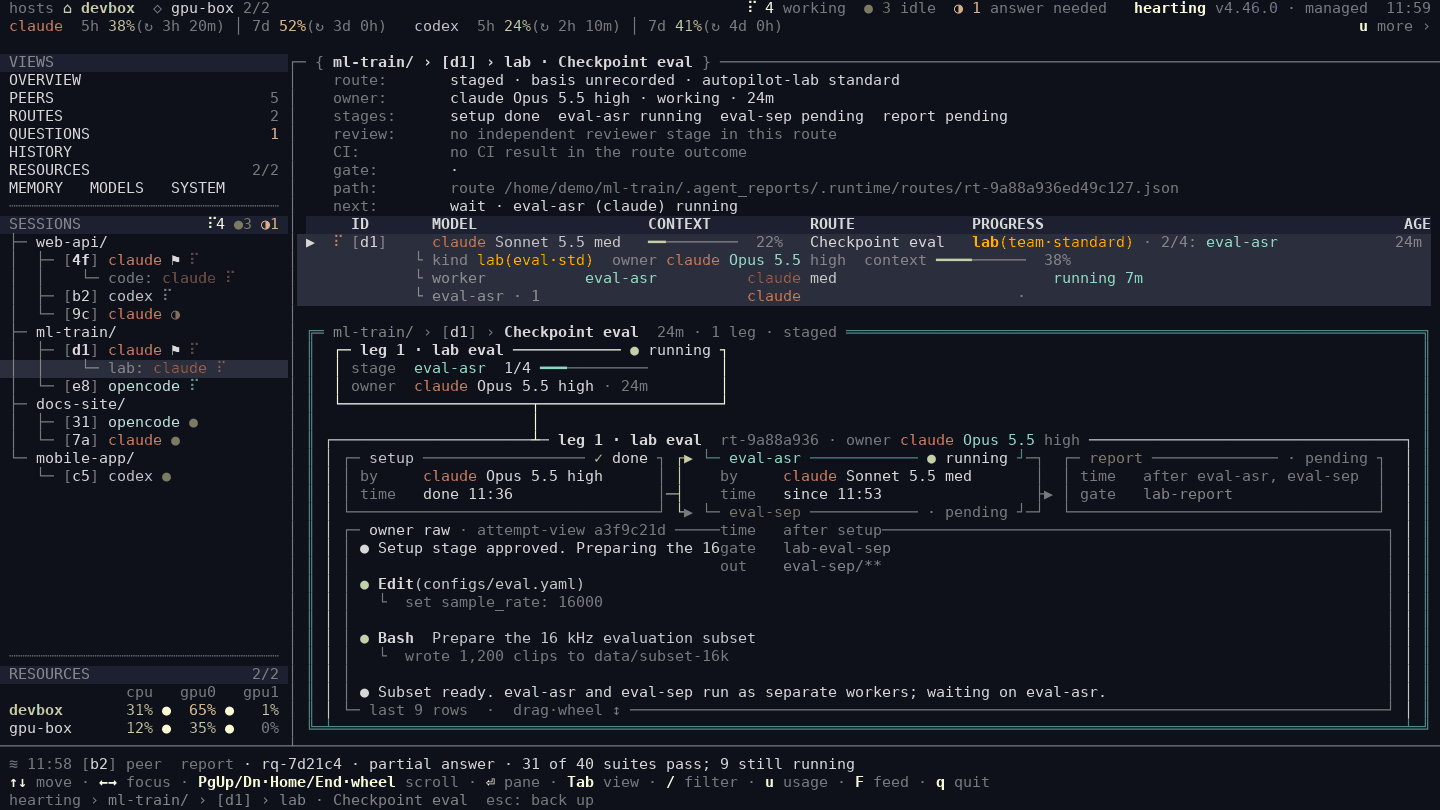 hosts ⌂ devbox ◇ gpu-box 2/2 ⠏ 4 working ● 3 idle ◑ 1 answer needed hearting v4.46.0 · managed 11:59
claude 5h 38%(↻ 3h 20m) │ 7d 52%(↻ 3d 0h) codex 5h 24%(↻ 2h 10m) │ 7d 41%(↻ 4d 0h) u more ›
VIEWS
OVERVIEW
PEERS 5
ROUTES 2
QUESTIONS 1
HISTORY
RESOURCES 2/2
MEMORY MODELS SYSTEM
SESSIONS ⠏4 ●3 ◑1
web-api/
[4f] claude ⚑ ⠏
└─ code: claude ⠏
[b2] codex ⠏
[9c] claude ◑
ml-train/
[d1] claude ⚑ ⠏
└─ lab: claude ⠏
[e8] opencode ⠏
docs-site/
[31] opencode ●
[7a] claude ●
mobile-app/
[c5] codex ●
RESOURCES 2/2
cpu gpu0 gpu1
devbox 31% ● 65% ● 1%
gpu-box 12% ● 35% ● 0%
{ ml-train/ › [d1] › lab · Checkpoint eval }
route: staged · basis unrecorded · autopilot-lab standard
owner: claude Opus 5.5 high · working · 24m
stages: setup done eval-asr running eval-sep pending report pending
review: no independent reviewer stage in this route
CI: no CI result in the route outcome
gate: ·
path: route /home/demo/ml-train/.agent_reports/.runtime/routes/rt-9a88a936ed49c127.json
next: wait · eval-asr (claude) running
ID MODEL CONTEXT ROUTE PROGRESS AGE
▶ ⠏ [d1] claude Sonnet 5.5 med 22% Checkpoint eval lab(team·standard) · 2/4: eval-asr 24m
└ kind lab(eval·std) owner claude Opus 5.5 high context 38%
└ worker eval-asr claude med running 7m
└ eval-asr · 1 claude ·
ml-train/ › [d1] › Checkpoint eval 24m · 1 leg · staged
leg 1 · lab eval ● running
stage eval-asr 1/4
owner claude Opus 5.5 high · 24m
leg 1 · lab eval rt-9a88a936 · owner claude Opus 5.5 high
setup ✓ done ▶ eval-asr ● running report · pending
by claude Opus 5.5 high by claude Sonnet 5.5 med time after eval-asr, eval-sep
time done 11:36 time since 11:53 ▶ gate lab-report
▶ eval-sep · pending
owner raw · attempt-view a3f9c21d time after setup
● Setup stage approved. Preparing the 16gate lab-eval-sep
out eval-sep/**
● Edit(configs/eval.yaml)
└ set sample_rate: 16000
● Bash Prepare the 16 kHz evaluation subset
└ wrote 1,200 clips to data/subset-16k
● Subset ready. eval-asr and eval-sep run as separate workers; waiting on eval-asr.
last 9 rows · drag·wheel ↕
≋ 11:58 [b2] peer report · rq-7d21c4 · partial answer · 31 of 40 suites pass; 9 still running
↑↓ move · ←→ focus · PgUp/Dn·Home/End·wheel scroll · ⏎ pane · Tab view · / filter · u usage · F feed · q quit
hearting › ml-train/ › [d1] › lab · Checkpoint eval esc: back up